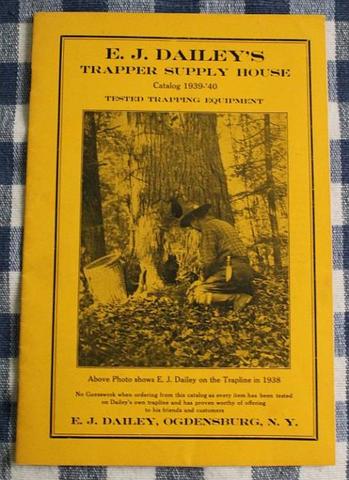 E. J. DAILEY'S
TRAPPER SUPPLY HOUSE
Catalog 1939-'40
TESTED TRAPPING EQUIPMENT
Above Photo shows E. J. Dailey on the Trapline in 1938
No Guesswork when ordering from this catalog as every item has been tested
on Dailey's own trapline and has proven worthy of offering
to his friends and customers
E. J. DAILEY, OGDENSBURG, N. Y.